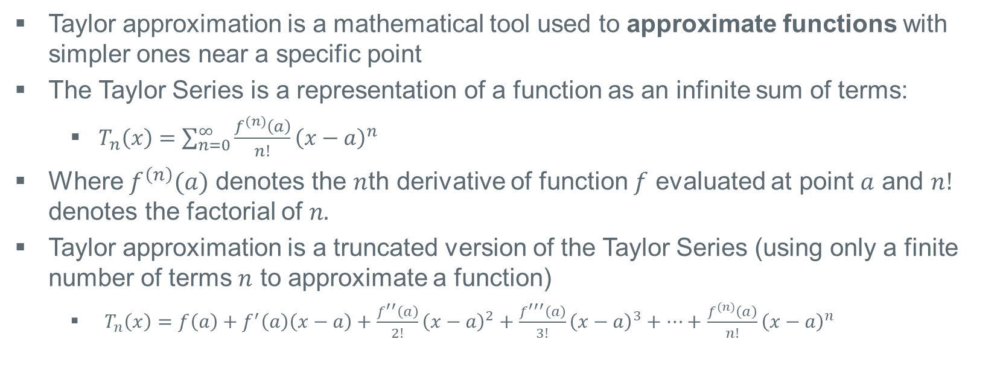 ▪ Taylor approximation is a mathematical tool used to approximate functions with
simpler ones near a specific point
▪ The Taylor Series is a representation of a function as an infinite sum of terms:
▪ $T_n(x) = \sum_{n=0}^{\infty} \frac{f^{(n)}(a)}{n!} (x - a)^n$
▪ Where $f^{(n)}(a)$ denotes the $n$th derivative of function $f$ evaluated at point $a$ and $n!$
denotes the factorial of $n$.
▪ Taylor approximation is a truncated version of the Taylor Series (using only a finite
number of terms $n$ to approximate a function)
▪ $T_n(x) = f(a) + f'(a)(x - a) + \frac{f''(a)}{2!} (x - a)^2 + \frac{f'''(a)}{3!} (x - a)^3 + \cdots + \frac{f^{(n)}(a)}{n!} (x - a)^n$